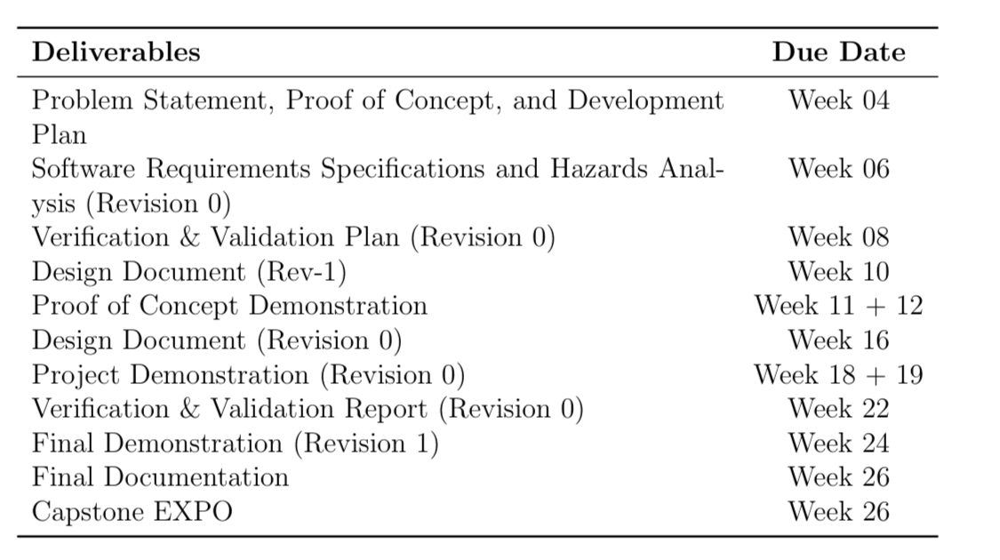 Deliverables Due Date
Problem Statement, Proof of Concept, and Development Week 04
Plan
Software Requirements Specifications and Hazards Anal- Week 06
ysis (Revision 0)
Verification & Validation Plan (Revision 0) Week 08
Design Document (Rev-1) Week 10
Proof of Concept Demonstration Week 11 + 12
Design Document (Revision 0) Week 16
Project Demonstration (Revision 0) Week 18 + 19
Verification & Validation Report (Revision 0) Week 22
Final Demonstration (Revision 1) Week 24
Final Documentation Week 26
Capstone EXPO Week 26